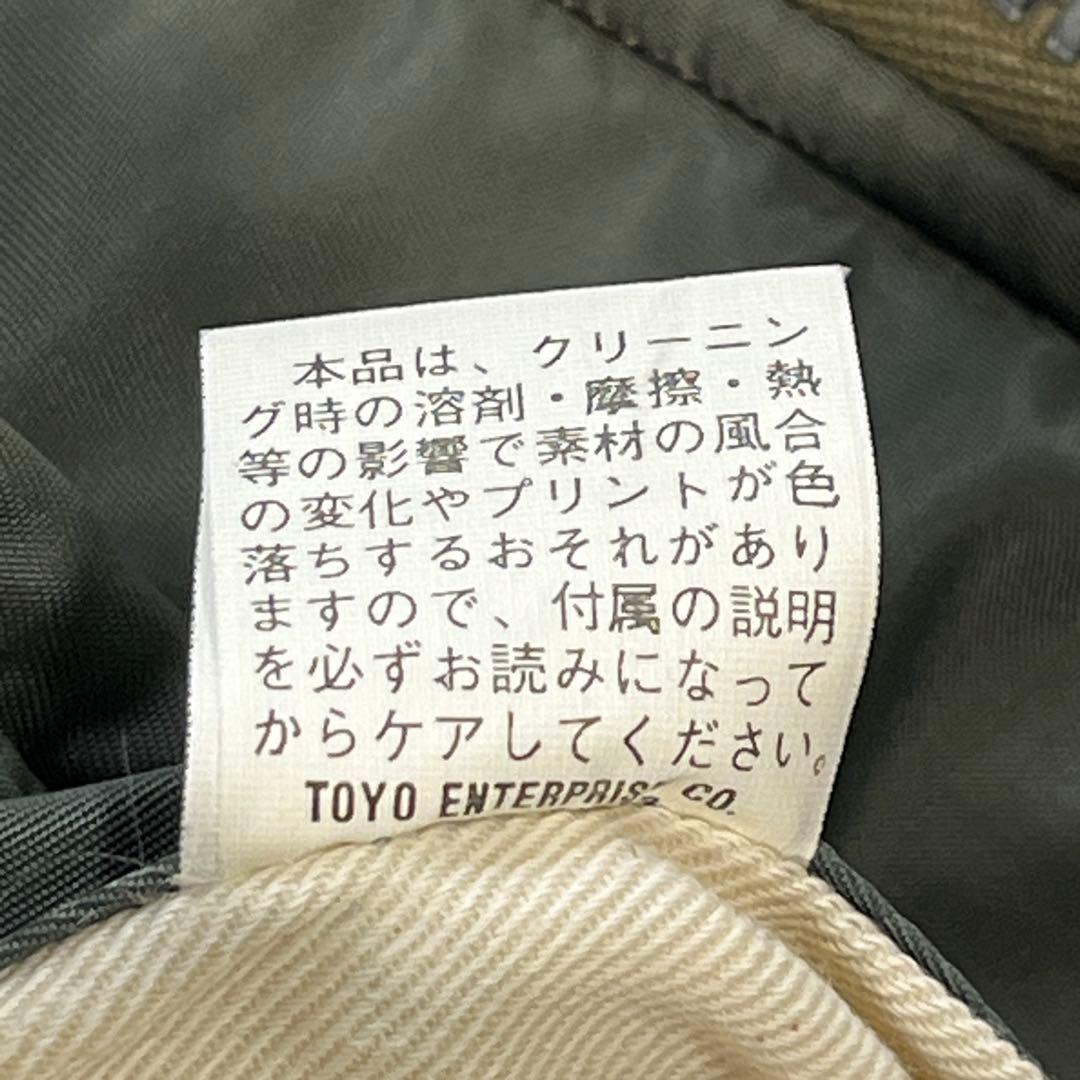 本品は、クリーニン
グ時の溶剤・摩擦・熱
等の影響で素材の風合
の変化やプリントが色
落ちするおそれがあり
ますので、付属の説明
を必ずお読みになって
からケアしてください。
TOYO ENTERPRISE CO.